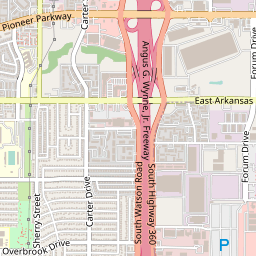 Pioneer Parkway
Carter
Angus G. Wynne, Jr. Freeway
Forum Drive
East Arkansas
Forum Drive
South Watson Road
South Highway 360
Carter Drive
Sherry Street
Overbrook Drive
P